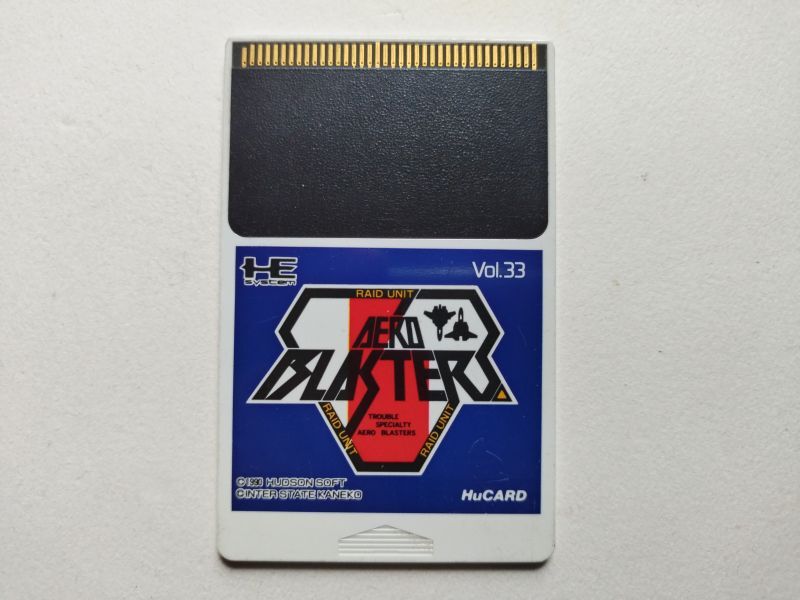 HE
SYSTEM
Vol.33
RAID UNIT
AERO
BLASTERS
TROUBLE
SPECIALTY
AERO BLASTERS
RAID UNIT
RAID UNIT
©1990 HUDSON SOFT
©INTER STATE KANEKO
HuCARD